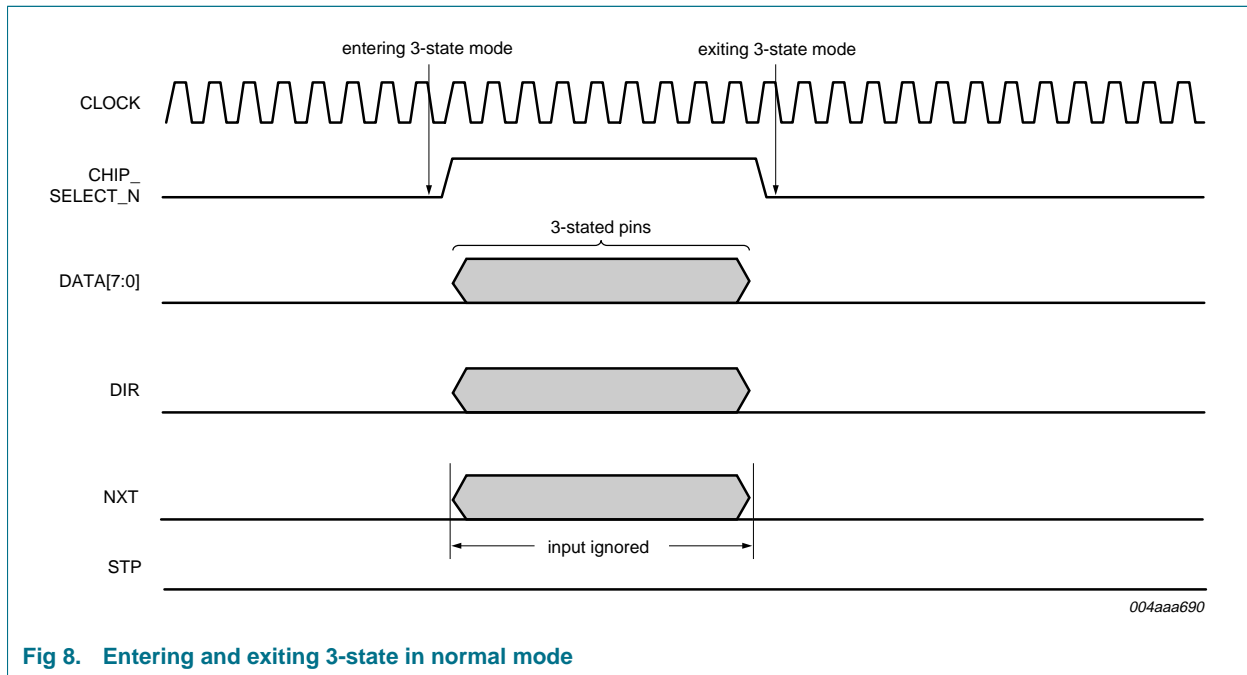 entering 3-state mode
exiting 3-state mode
CLOCK
CHIP_
SELECT_N
3-stated pins
DATA[7:0]
DIR
NXT
input ignored
STP
004aaa690
Fig 8. Entering and exiting 3-state in normal mode